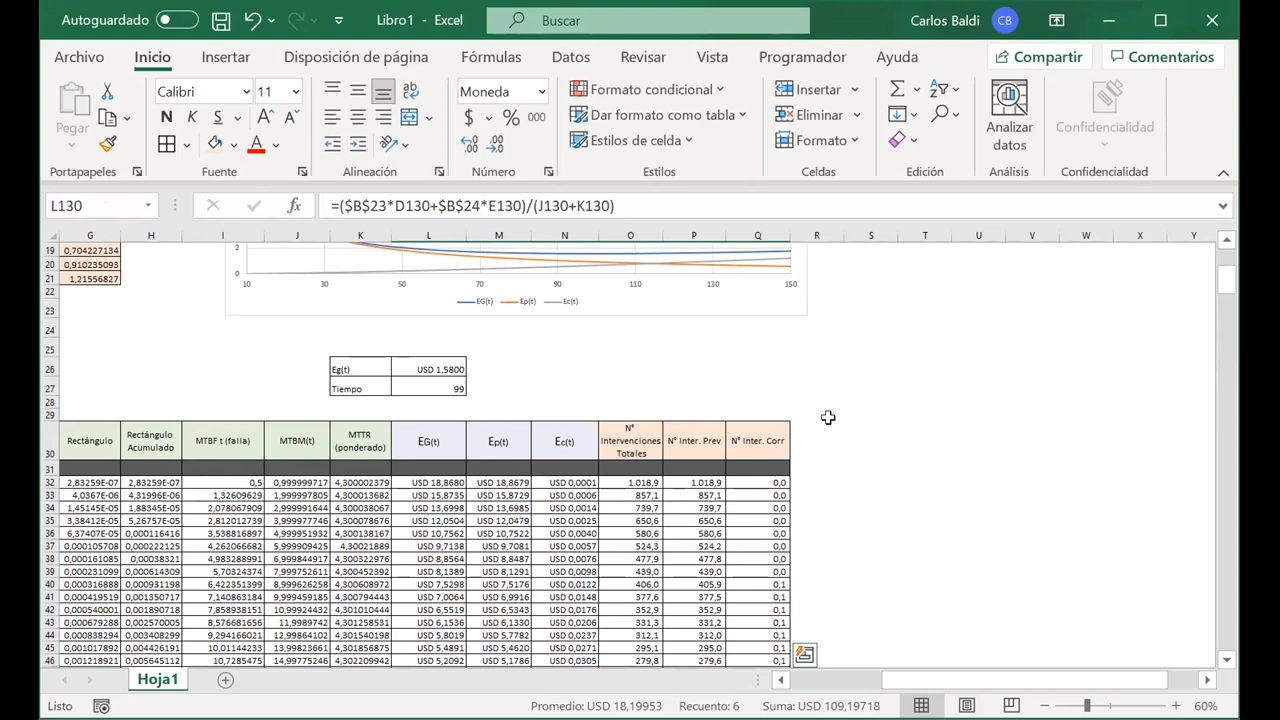 Autoguardado Libro1 - Excel Buscar Carlos Baldi CB
Archivo Inicio Insertar Disposición de página Fórmulas Datos Revisar Vista Programador Ayuda Compartir Comentarios
Pegar Calibri 11 Moneda Formato condicional Insertar Analizar datos Confidencialidad
N K S $ % 000 Dar formato como tabla Eliminar
Estilos de celda Formato
Portapapeles Fuente Alineación Número Estilos Celdas Edición Análisis Confidencialidad
L130 fx =($B$23*D130+$B$24*E130)/(J130+K130)
G H I J K L M N O P Q R S T U V W X Y
19 0,704227134 2
20 0,910235093 0
21 1,21556827
22 10 30 50 70 90 110 130 150
23 EG(t) Ep(t) Ec(t)
24
25
26 Eg(t) USD 1,5800
27 Tiempo 99
28
29
30 Rectángulo Rectángulo Acumulado MTBF t (falla) MTBM(t) MTTR (ponderado) EG(t) Ep(t) Ec(t) N° Intervenciones Totales N° Inter. Prev N° Inter. Corr
31
32 2,83259E-07 2,83259E-07 0,5 0,999999717 4,300002379 USD 18,8680 USD 18,8679 USD 0,0001 1.018,9 1.018,9 0,0
33 4,0367E-06 4,31996E-06 1,32609629 1,999997805 4,300013682 USD 15,8735 USD 15,8729 USD 0,0006 857,1 857,1 0,0
34 1,45145E-05 1,88345E-05 2,078067909 2,999991644 4,300038067 USD 13,6998 USD 13,6985 USD 0,0014 739,7 739,7 0,0
35 3,38412E-05 5,26757E-05 2,812012739 3,999977746 4,300078676 USD 12,0504 USD 12,0479 USD 0,0025 650,6 650,6 0,0
36 6,37407E-05 0,000116416 3,538816897 4,999951932 4,300138167 USD 10,7562 USD 10,7522 USD 0,0040 580,6 580,6 0,0
37 0,000105708 0,000222125 4,262066682 5,999909425 4,30021889 USD 9,7138 USD 9,7081 USD 0,0057 524,3 524,2 0,0
38 0,000161085 0,00038321 4,983288991 6,999844917 4,300322976 USD 8,8564 USD 8,8487 USD 0,0076 477,9 477,8 0,0
39 0,000231099 0,000614309 5,70324374 7,999752625 4,300452392 USD 8,1389 USD 8,1291 USD 0,0098 439,0 439,0 0,0
40 0,000316888 0,000931198 6,422351399 8,999626258 4,300608972 USD 7,5298 USD 7,5176 USD 0,0122 406,0 405,9 0,1
41 0,000419519 0,001350717 7,140863184 9,999459185 4,300794443 USD 7,0064 USD 6,9916 USD 0,0148 377,6 377,5 0,1
42 0,000540001 0,001890718 7,858938151 10,99924432 4,301010444 USD 6,5519 USD 6,5343 USD 0,0176 352,9 352,9 0,1
43 0,000679288 0,002570005 8,576681656 11,9989742 4,301258531 USD 6,1536 USD 6,1330 USD 0,0206 331,3 331,2 0,1
44 0,000838294 0,003408299 9,294166021 12,99864102 4,301540198 USD 5,8019 USD 5,7782 USD 0,0237 312,1 312,0 0,1
45 0,001017892 0,004426191 10,01144233 13,99823661 4,301856875 USD 5,4891 USD 5,4620 USD 0,0271 295,1 295,0 0,1
46 0,001218921 0,005645112 10,7285475 14,99775246 4,302209942 USD 5,2092 USD 5,1786 USD 0,0305 279,8 279,6 0,1
Hoja1
Listo Promedio: USD 18,19953 Recuento: 6 Suma: USD 109,19718 60%